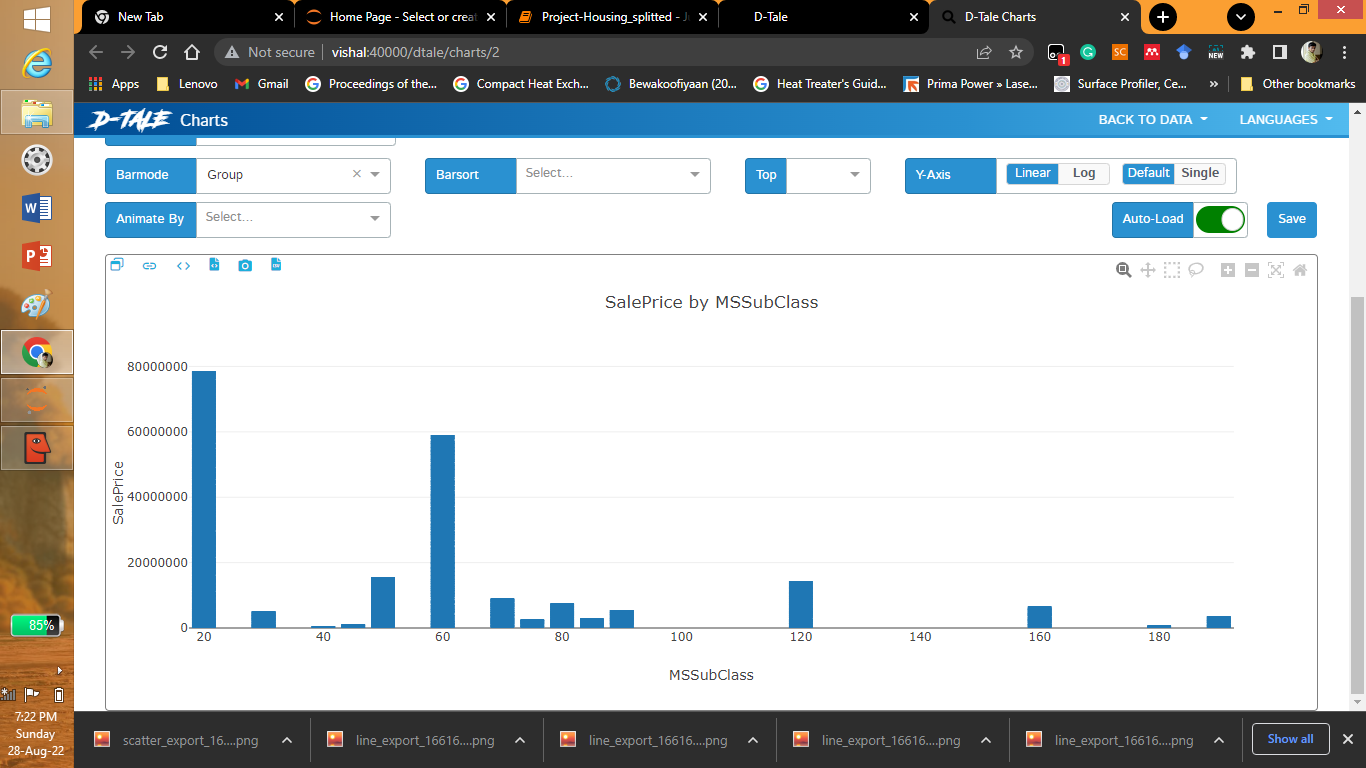 New Tab
Home Page - Select or creat
Project-Housing_splitted - J
D-Tale
D-Tale Charts
Not secure | vishal:40000/dtale/charts/2
1
SC
NEW
Apps
Lenovo
Gmail
Proceedings of the...
Compact Heat Exch...
Bewakoofiyaan (20...
Heat Treater's Guid...
Prima Power » Lase...
Surface Profiler, Ce...
»
Other bookmarks
D-TALE Charts
BACK TO DATA
LANGUAGES
Barmode Group
Barsort Select...
Top
Y-Axis Linear Log Default Single
Animate By Select...
Auto-Load
Save
SalePrice by MSSubClass
80000000
60000000
40000000
20000000
0
SalePrice
20 40 60 80 100 120 140 160 180
MSSubClass
85%
7:22 PM
Sunday
28-Aug-22
scatter_export_16....png
line_export_16616....png
line_export_16616....png
line_export_16616....png
line_export_16616....png
Show all